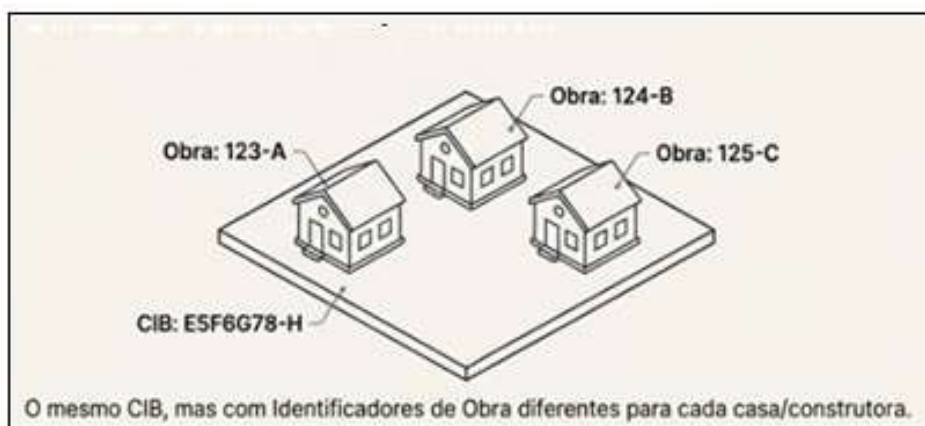 Obra: 124-B
Obra: 123-A
Obra: 125-C
CIB: E5F6G78-H
O mesmo CIB, mas com Identificadores de Obra diferentes para cada casa/construtora.